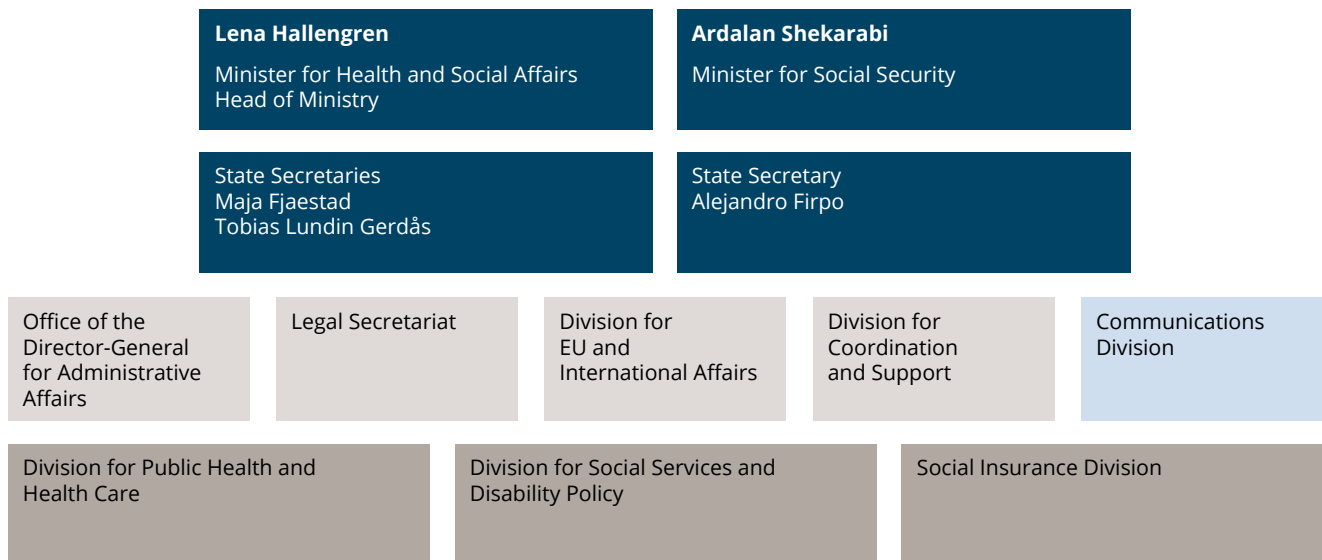 Lena Hallengren
Minister for Health and Social Affairs
Head of Ministry
Ardalan Shekarabi
Minister for Social Security
State Secretaries
Maja Fjaestad
Tobias Lundin Gerdås
State Secretary
Alejandro Firpo
Office of the
Director-General
for Administrative
Affairs
Legal Secretariat
Division for
EU and
International Affairs
Division for
Coordination
and Support
Communications
Division
Division for Public Health and
Health Care
Division for Social Services and
Disability Policy
Social Insurance Division